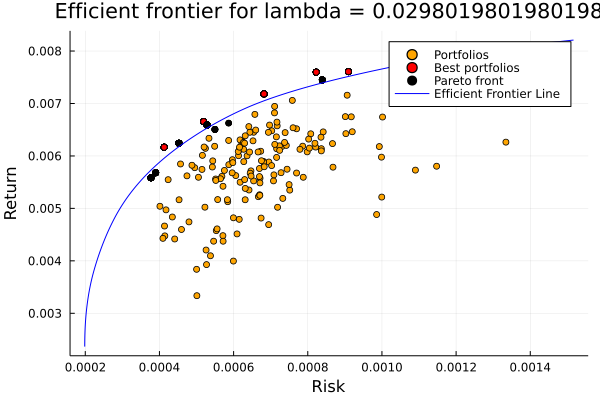 Efficient frontier for lambda = 0.0298019801980198
0.008
0.007
0.006
0.005
0.004
0.003
Return
Portfolios
Best portfolios
Pareto front
Efficient Frontier Line
0.0002
0.0004
0.0006
0.0008
0.0010
0.0012
0.0014
Risk